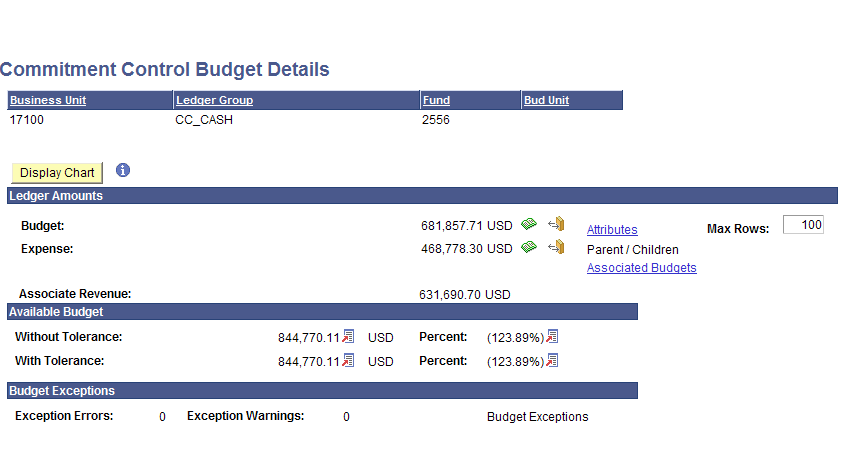 Commitment Control Budget Details
Business Unit Ledger Group Fund Bud Unit
17100 CC_CASH 2556
Display Chart
Ledger Amounts
Budget: 681,857.71 USD Attributes Max Rows: 100
Expense: 468,778.30 USD Parent / Children
Associated Budgets
Associate Revenue: 631,690.70 USD
Available Budget
Without Tolerance: 844,770.11 USD Percent: (123.89%)
With Tolerance: 844,770.11 USD Percent: (123.89%)
Budget Exceptions
Exception Errors: 0 Exception Warnings: 0 Budget Exceptions